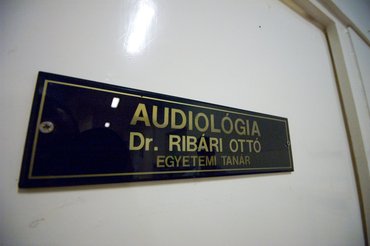 AUDIOLÓGIA
Dr. RIBÁRI OTTÓ
EGYETEMI TANÁR